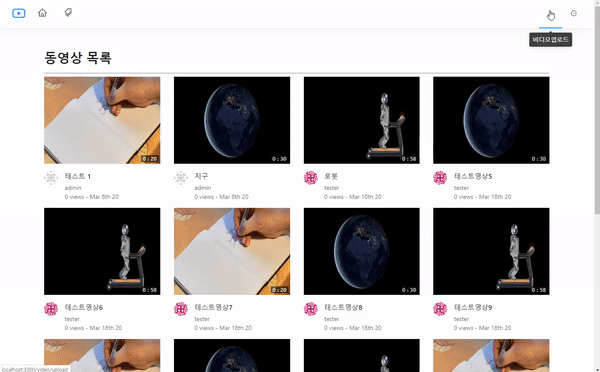 비디오업로드
동영상 목록
0:20
0:30
0:58
0:30
테스트 1
admin
0 views - Mar 8th 20
지구
admin
0 views - Mar 8th 20
로봇
tester
0 views - Mar 10th 20
테스트영상5
tester
0 views - Mar 18th 20
0:58
0:20
0:30
0:58
테스트영상6
tester
0 views - Mar 18th 20
테스트영상7
tester
0 views - Mar 18th 20
테스트영상8
tester
0 views - Mar 18th 20
테스트영상9
tester
0 views - Mar 18th 20
localhost:3000/video/upload